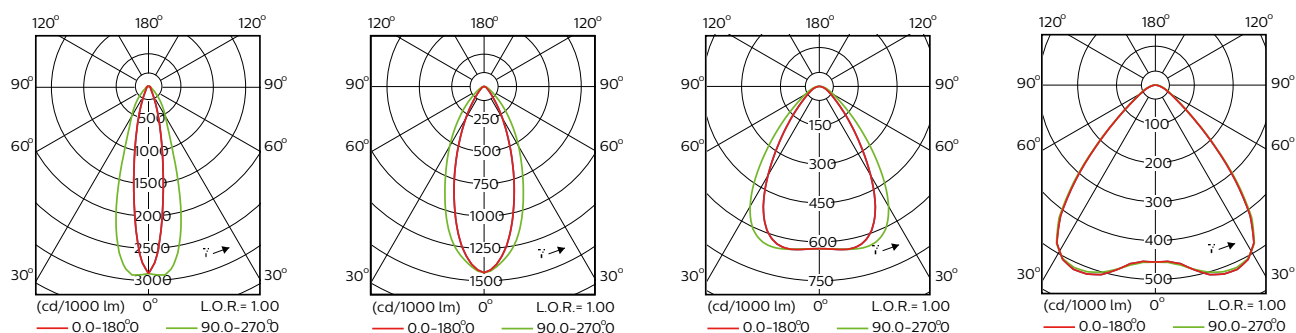 120° 180° 120°
90° 90°
500
60° 1000 60°
1500
2000
2500 γ
30° 3000 30°
(cd/1000 lm) 0° L.O.R.= 1.00
0.0-180°0 90.0-270°0
120° 180° 120°
90° 90°
250
60° 500 60°
750
1000
1250 γ
30° 1500 30°
(cd/1000 lm) 0° L.O.R.= 1.00
0.0-180°0 90.0-270°0
120° 180° 120°
90° 90°
150
60° 300 60°
450
600 γ
30° 750 30°
(cd/1000 lm) 0° L.O.R.= 1.00
0.0-180°0 90.0-270°0
120° 180° 120°
90° 90°
100
60° 200 60°
300
400 γ
30° 500 30°
(cd/1000 lm) 0° L.O.R.= 1.00
0.0-180°0 90.0-270°0